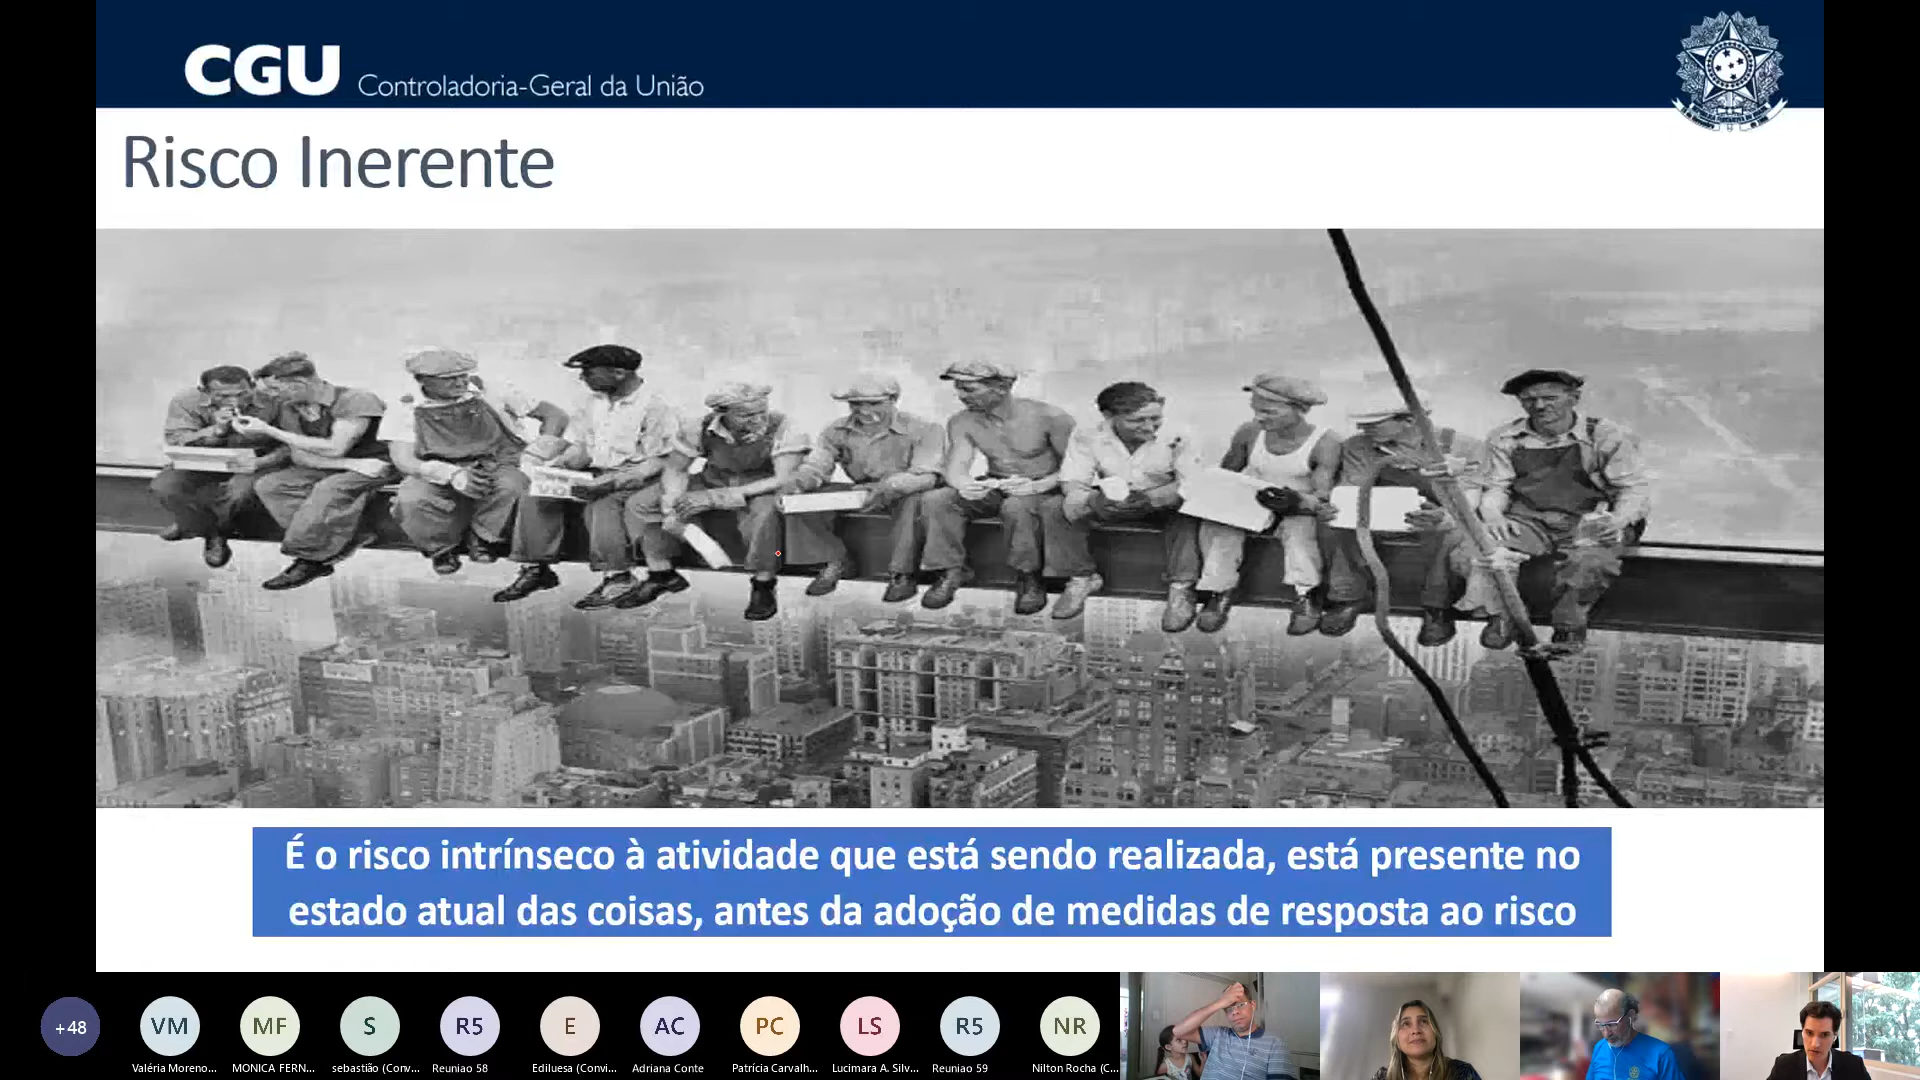 CGU Controladoria-Geral da União
Risco Inerente
É o risco intrínseco à atividade que está sendo realizada, está presente no
estado atual das coisas, antes da adoção de medidas de resposta ao risco
+48
VM
MF
S
R5
E
AC
PC
LS
R5
NR
Valéria Moreno...
MONICA FERN...
sebastião (Conv...
Reuniao 58
Ediluesa (Convi...
Adriana Conte
Patrícia Carvalh...
Lucimara A. Silv...
Reuniao 59
Nilton Rocha (C...